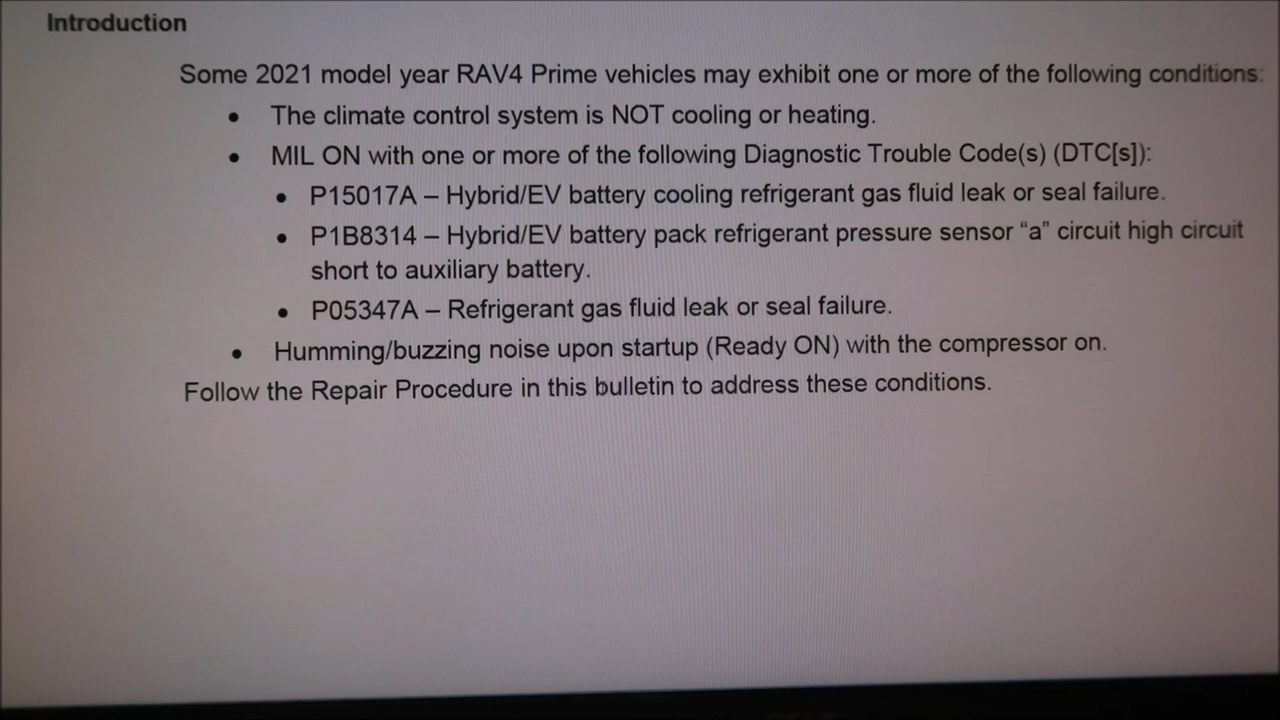 Introduction
Some 2021 model year RAV4 Prime vehicles may exhibit one or more of the following conditions:
• The climate control system is NOT cooling or heating.
• MIL ON with one or more of the following Diagnostic Trouble Code(s) (DTC[s]):
• P15017A – Hybrid/EV battery cooling refrigerant gas fluid leak or seal failure.
• P1B8314 – Hybrid/EV battery pack refrigerant pressure sensor “a” circuit high circuit
short to auxiliary battery.
• P05347A – Refrigerant gas fluid leak or seal failure.
• Humming/buzzing noise upon startup (Ready ON) with the compressor on.
Follow the Repair Procedure in this bulletin to address these conditions.